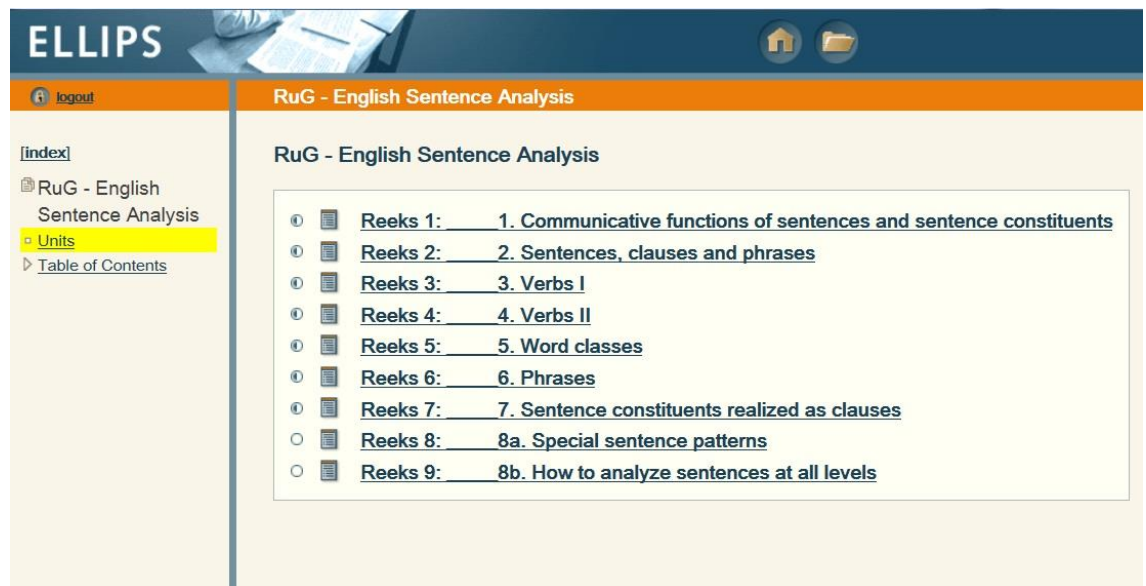 ELLIPS
logout
RuG - English Sentence Analysis
[index]
RuG - English
Sentence Analysis
Units
Table of Contents
RuG - English Sentence Analysis
Reeks 1: _____1. Communicative functions of sentences and sentence constituents
Reeks 2: _____2. Sentences, clauses and phrases
Reeks 3: _____3. Verbs I
Reeks 4: _____4. Verbs II
Reeks 5: _____5. Word classes
Reeks 6: _____6. Phrases
Reeks 7: _____7. Sentence constituents realized as clauses
Reeks 8: _____8a. Special sentence patterns
Reeks 9: _____8b. How to analyze sentences at all levels